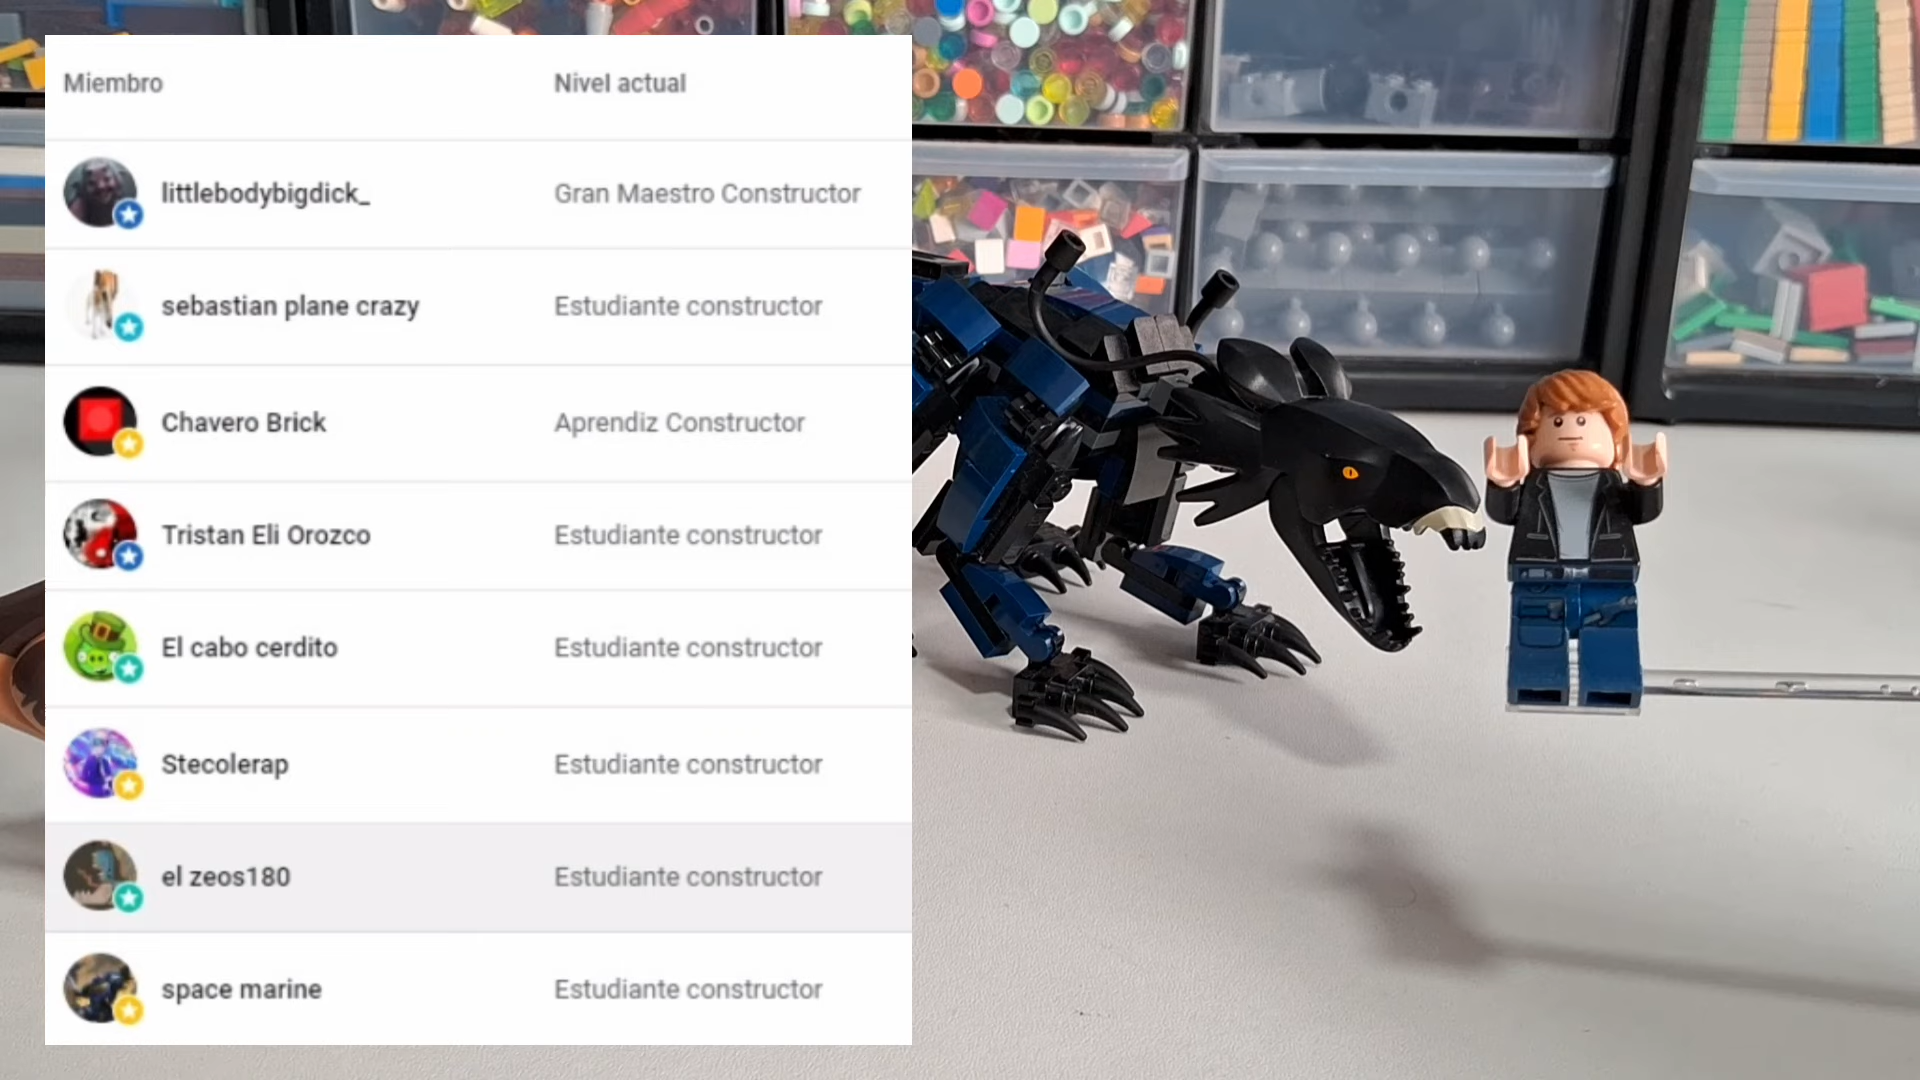 Miembro Nivel actual
littlebodybigdick_ Gran Maestro Constructor
sebastian plane crazy Estudiante constructor
Chavero Brick Aprendiz Constructor
Tristan Eli Orozco Estudiante constructor
El cabo cerdito Estudiante constructor
Stecolerap Estudiante constructor
el zeos180 Estudiante constructor
space marine Estudiante constructor